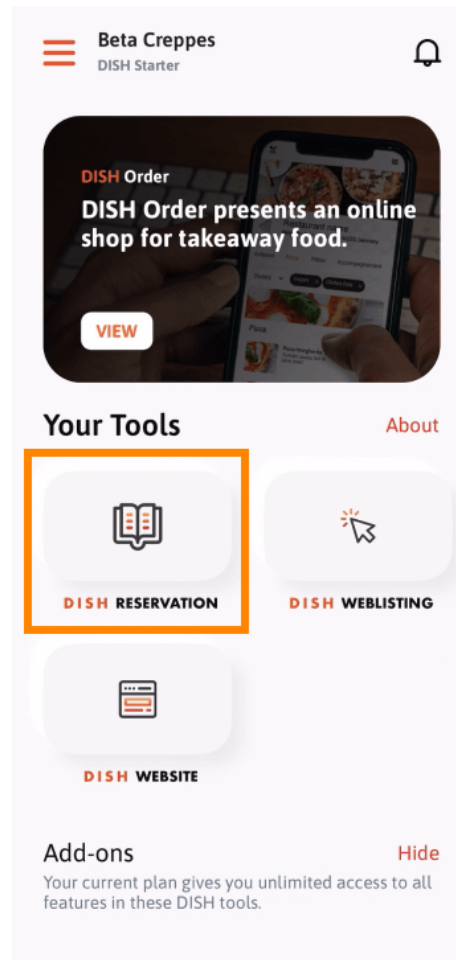 Beta Creppes
DISH Starter
DISH Order
DISH Order presents an online
shop for takeaway food.
VIEW
Your Tools
About
DISH RESERVATION
DISH WEBLISTING
DISH WEBSITE
Add-ons
Hide
Your current plan gives you unlimited access to all
features in these DISH tools.